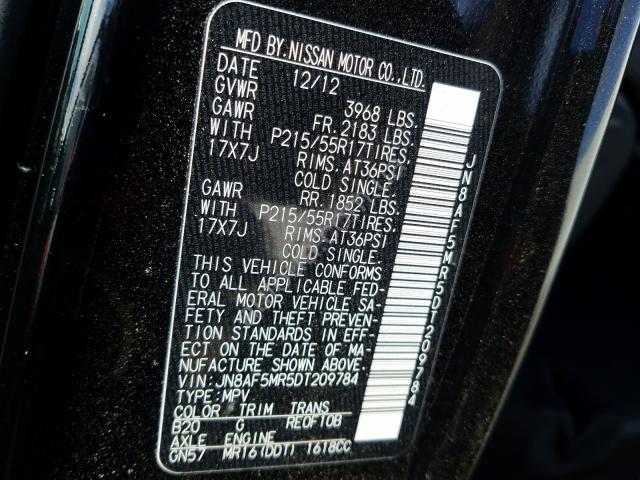 MFD BY.NISSAN MOTOR CO.,LTD.
DATE 12/12
GVWR 3968 LBS.
GAWR FR.2183 LBS.
WITH P215/55R17TIRES,
17X7J RIMS.AT36PSI
COLD SINGLE.
GAWR RR.1852 LBS.
WITH P215/55R17TIRES,
17X7J RIMS.AT36PSI
COLD SINGLE.
THIS VEHICLE CONFORMS
TO ALL APPLICABLE FED-
ERAL MOTOR VEHICLE SA-
FETY AND THEFT PREVEN-
TION STANDARDS IN EFF-
ECT ON THE DATE OF MA-
NUFACTURE SHOWN ABOVE.
VIN:JN8AF5MR5DT209784
TYPE:MPV
COLOR TRIM TRANS
B20 G RE0F10B
AXLE ENGINE
GN57 MR16(DDT) 1618CC
JN8AF5MR5DT209784